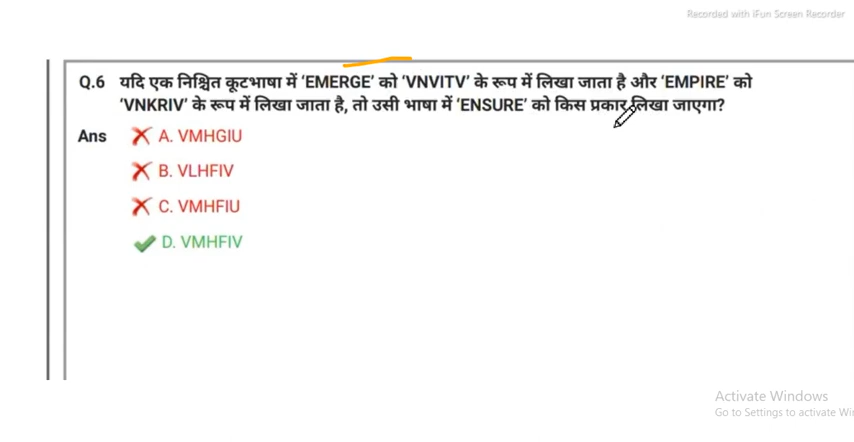 Recorded with iFun Screen Recorder
Q.6 यदि एक निश्चित कूटभाषा में ‘EMERGE’ को ‘VNVITV’ के रूप में लिखा जाता है और ‘EMPIRE’ को
‘VNKRIV’ के रूप में लिखा जाता है, तो उसी भाषा में ‘ENSURE’ को किस प्रकार लिखा जाएगा?
Ans A. VMHGIU
B. VLHFIV
C. VMHFIU
D. VMHFIV
Activate Windows
Go to Settings to activate Wi